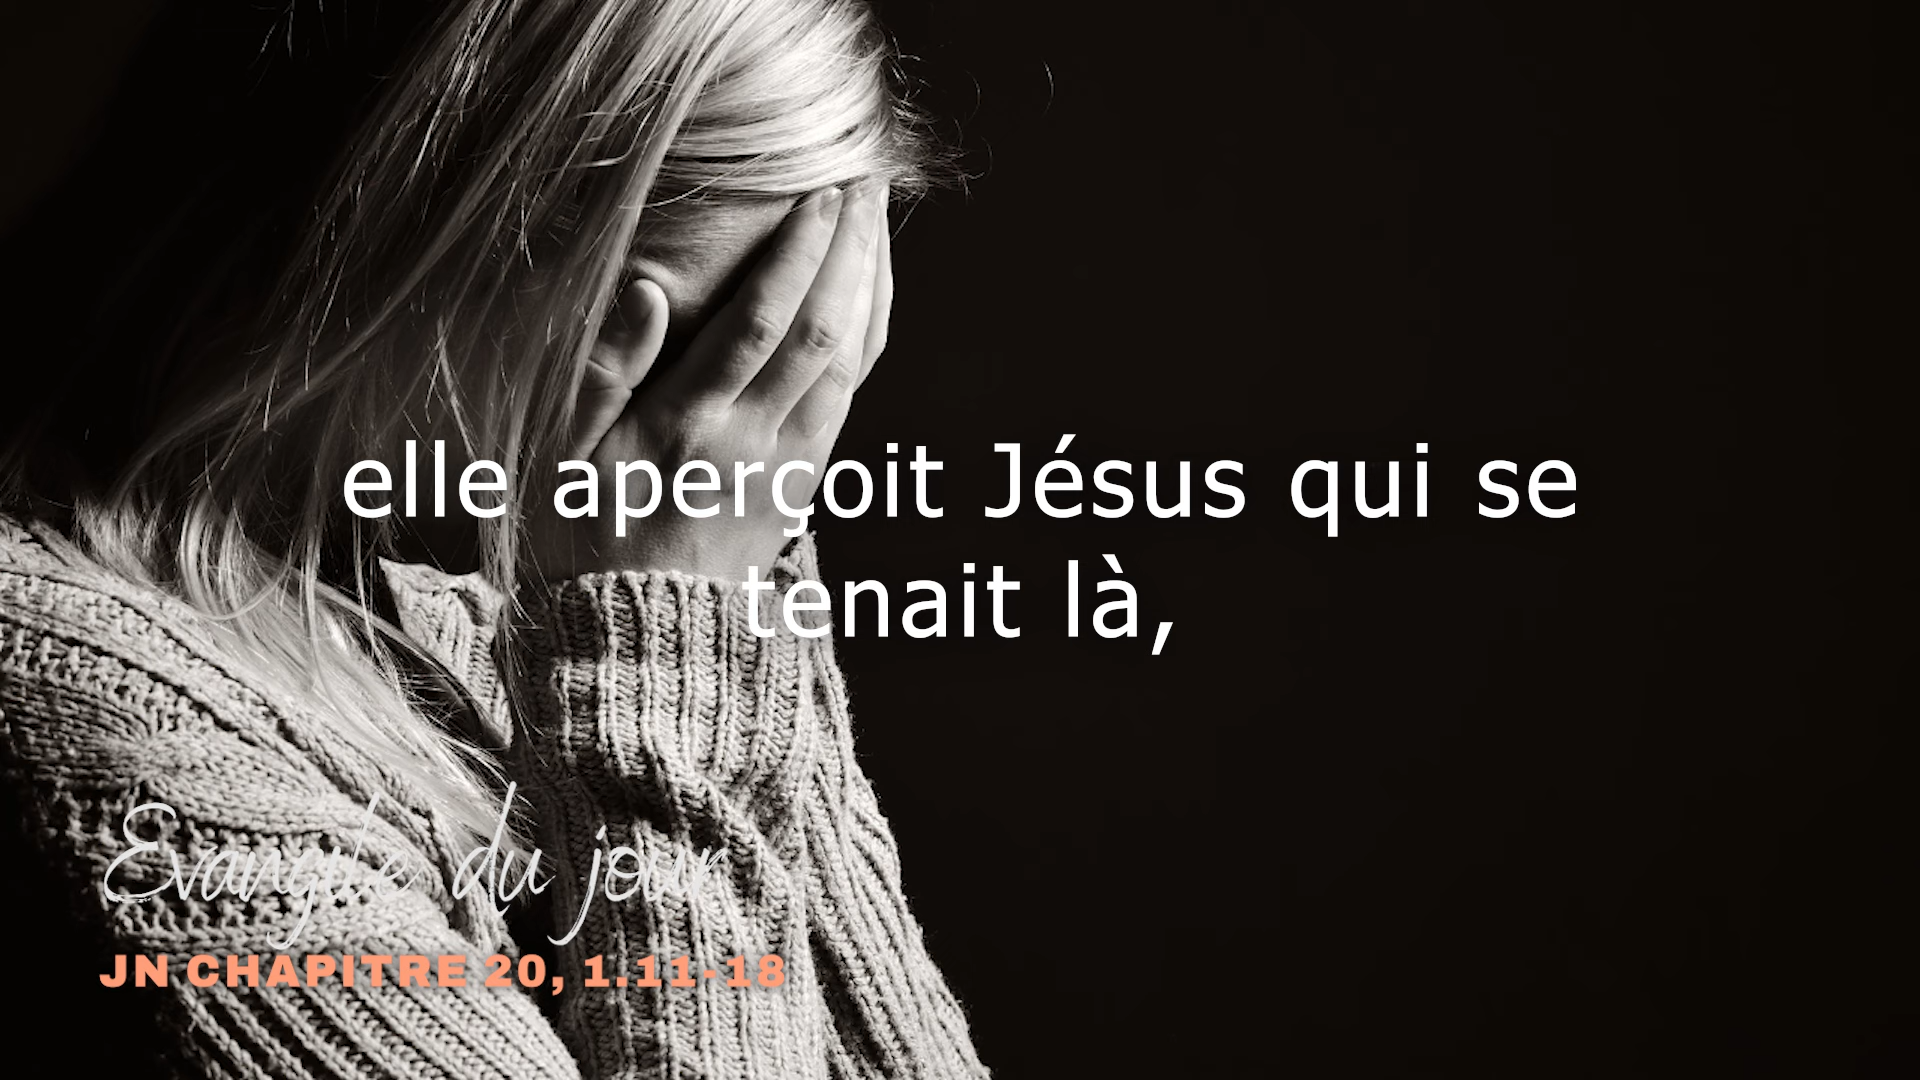 elle aperçoit Jésus qui se
tenait là,
Evangile du jour
JN CHAPITRE 20, 1.11-18